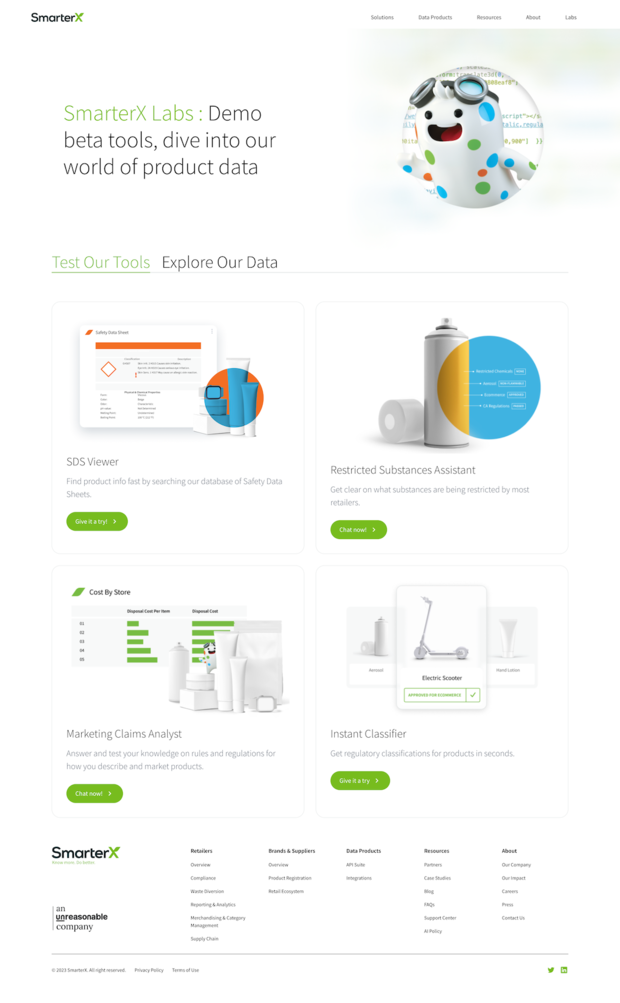 SmarterX
Solutions
Data Products
Resources
About
Labs
SmarterX Labs : Demo
beta tools, dive into our
world of product data
Test Our Tools
Explore Our Data
Safety Data Sheet
Restricted Chemicals
Retailer
Ecommerce
US Regulations
SDS Viewer
Find product info fast by searching our database of Safety Data
Sheets.
Give it a try!
Restricted Substances Assistant
Get clear on what substances are being restricted by most
retailers.
Chat now!
Cost By Store
Disposal Cost Per Item
Disposal Cost
01
02
03
04
05
Marketing Claims Analyst
Answer and test your knowledge on rules and regulations for
how you describe and market products.
Chat now!
Aerosol
Electric Scooter
APPROVED FOR ECOMMERCE
Hand Lotion
Instant Classifier
Get regulatory classifications for products in seconds.
Give it a try
SmarterX
Know more. Do better.
an
unreasonable
company
Retailers
Overview
Compliance
Waste Diversion
Reporting & Analytics
Merchandising & Category
Management
Supply Chain
Brands & Suppliers
Overview
Product Registration
Retail Ecosystem
Data Products
API Suite
Integrations
Resources
Partners
Case Studies
Blog
FAQs
Support Center
AI Policy
About
Our Company
Our Impact
Careers
Press
Contact Us
© 2023 SmarterX. All right reserved.
Privacy Policy
Terms of Use